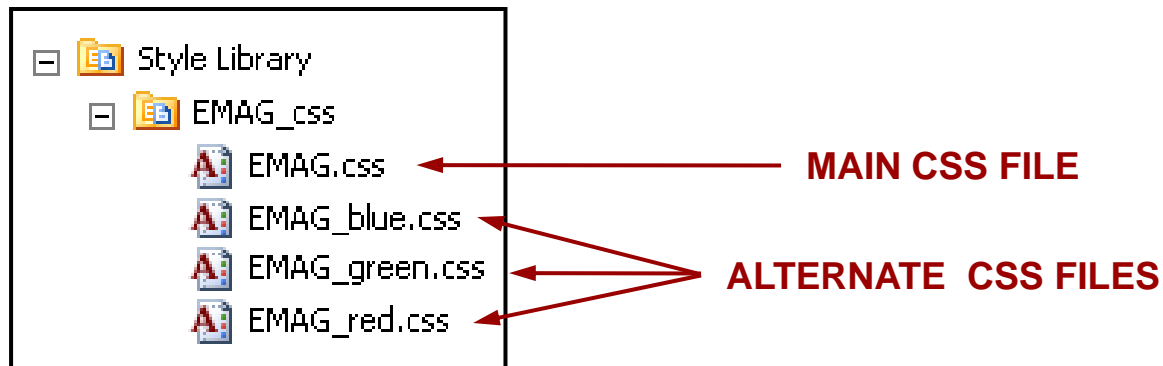 Style Library
EMAG_css
EMAG.css
MAIN CSS FILE
EMAG_blue.css
EMAG_green.css
ALTERNATE CSS FILES
EMAG_red.css